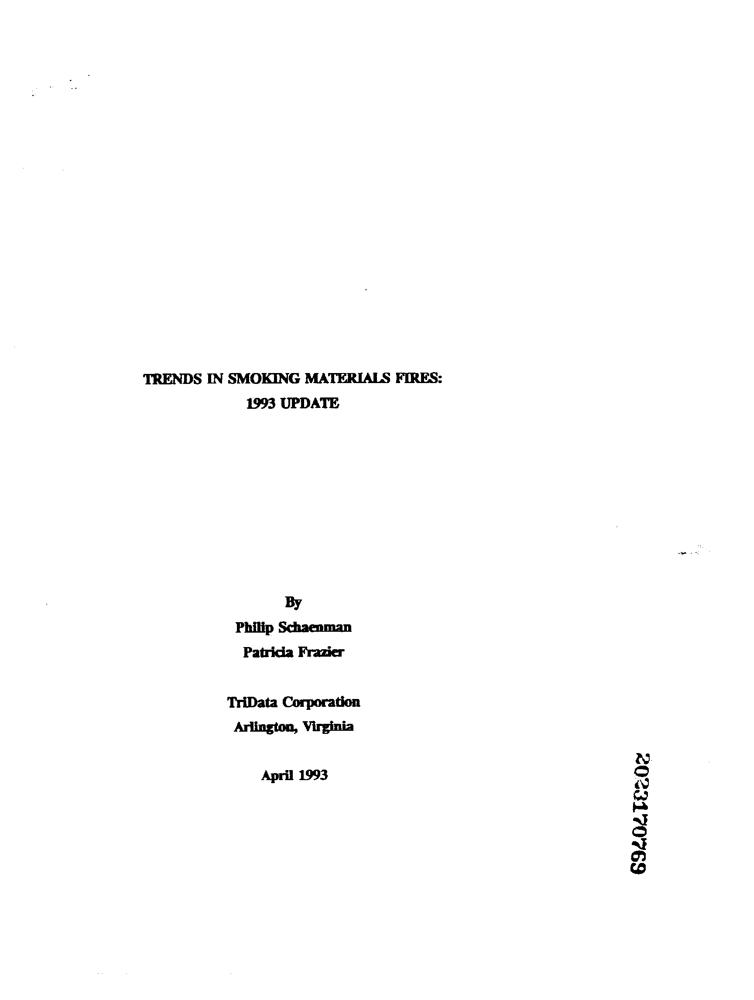 TRENDS IN SMOKING MATERIALS FIRES:
1993 UPDATE
By
Philip Schaenman
Patricia Frazier
TriData Corporation
Arlington, Virginia
April 1993
2023170769